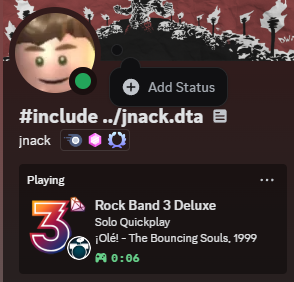 Add Status
#include ../jnack.dta
jnack
Playing
Rock Band 3 Deluxe
3
Solo Quickplay
¡Olé! - The Bouncing Souls, 1999
0:06